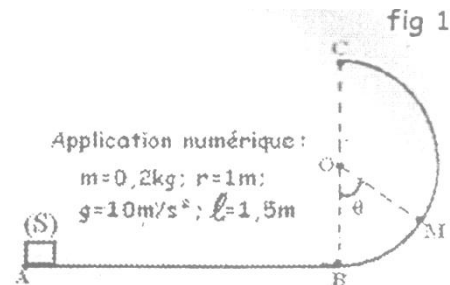 fig 1
C
Application numérique:
m=0,2kg; r=1m;
g=10m/s²; ℓ=1,5m
O
θ
(S)
M
A
B